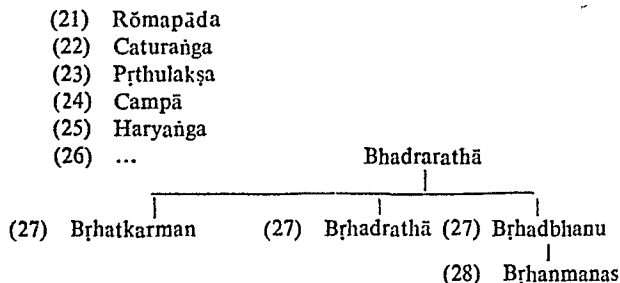 (21) Rŏmapāda
(22) Caturaṅga
(23) Pṛthulakṣa
(24) Campā
(25) Haryaṅga
(26) ... Bhadrarathā
(27) Bṛhatkarman (27) Bṛhadrathā (27) Bṛhadbhanu
(28) Bṛhanmanas